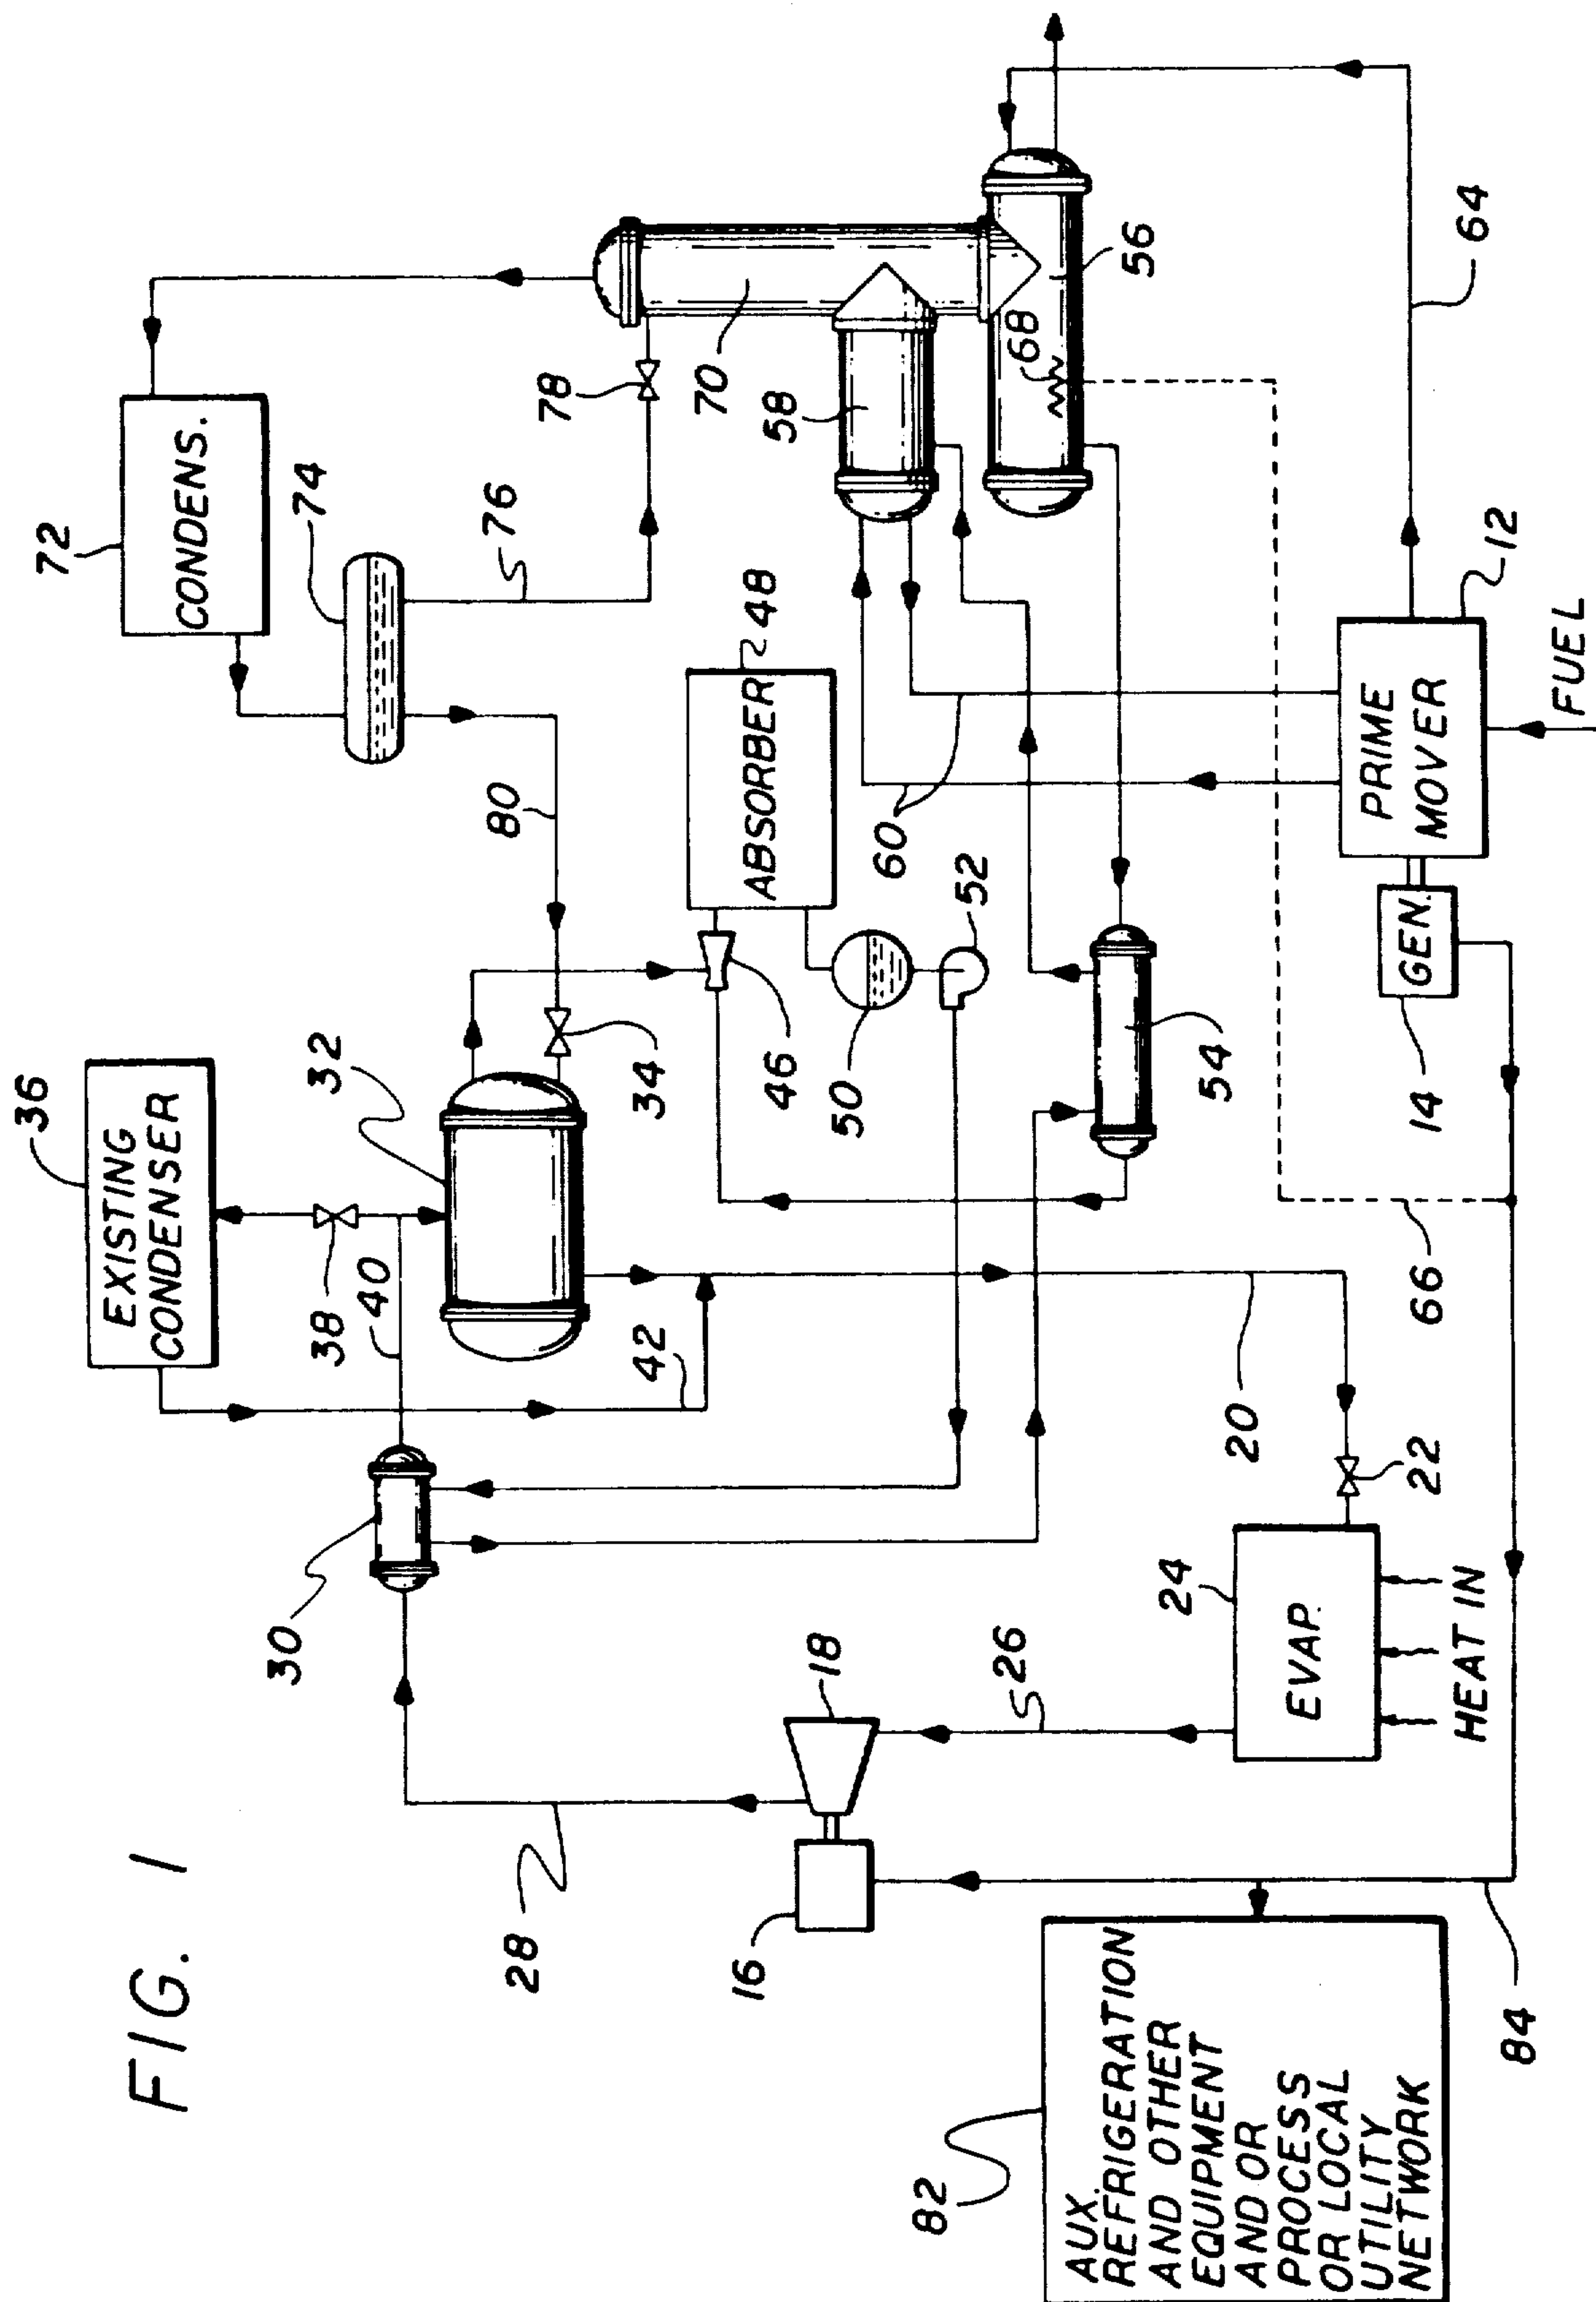 FIG. 1
36
EXISTING
CONDENSER
72
CONDENS.
32
38
40
42
30
28
34
80
74
76
78
70
58
68
56
46
ABSORBER
48
50
52
54
60
64
18
16
26
20
22
24
EVAP.
HEAT IN
66
14
GEN.
PRIME
MOVER
12
FUEL
82
AUX.
REFRIGERATION
AND OTHER
EQUIPMENT
AND OR
PROCESS
OR LOCAL
UTILITY
NETWORK
84